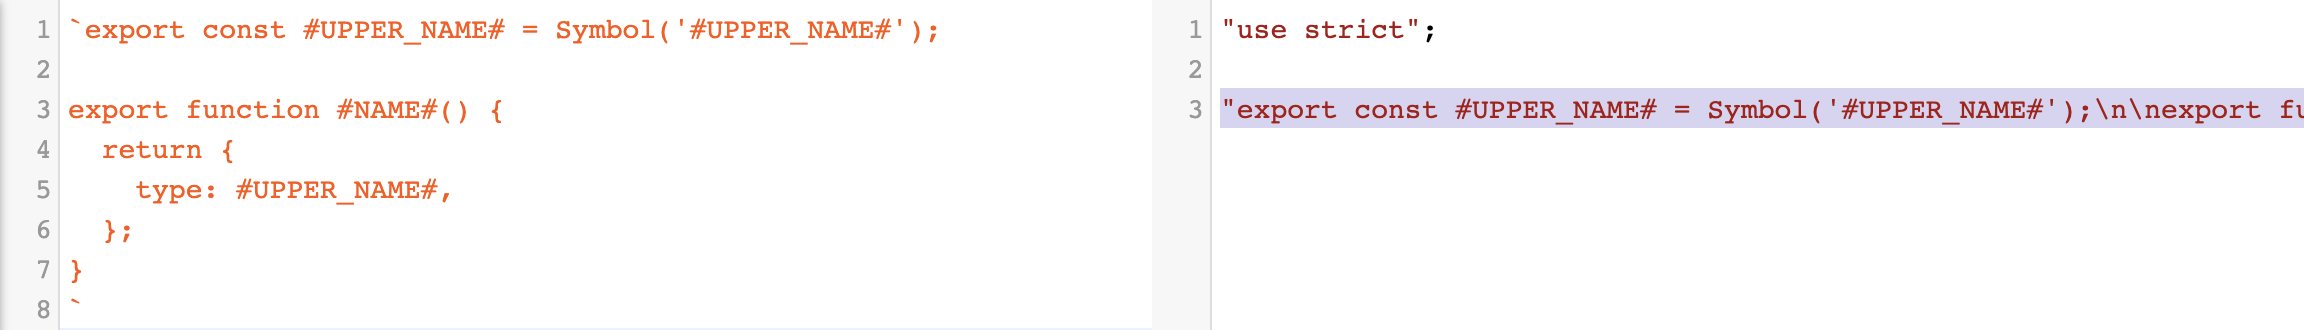 1 `export const #UPPER_NAME# = Symbol('#UPPER_NAME#');
2
3 export function #NAME#() {
4   return {
5     type: #UPPER_NAME#,
6   };
7 }
8 `
1 "use strict";
2
3 "export const #UPPER_NAME# = Symbol('#UPPER_NAME#');\n\nexport fu